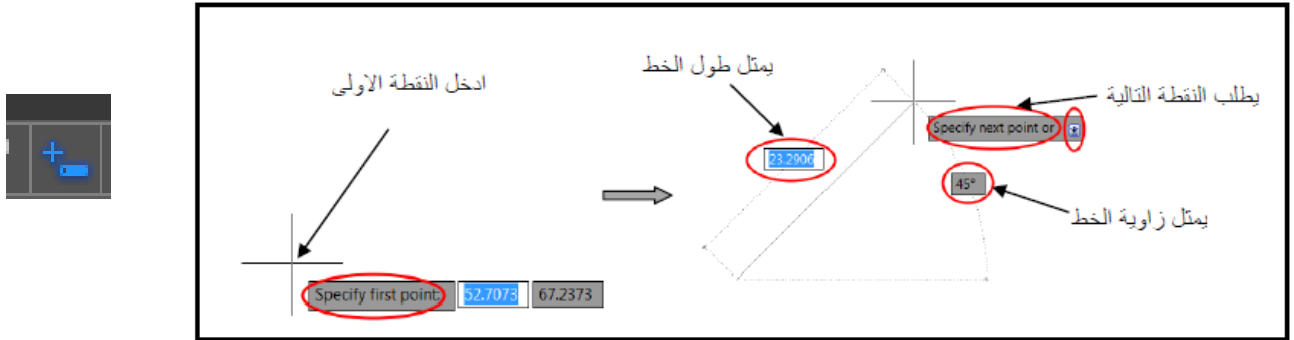 ادخل النقطة الاولى
Specify first point:
52.7073
67.2373
يمثل طول الخط
23.2906
يطلب النقطة التالية
Specify next point or
45°
يمثل زاوية الخط